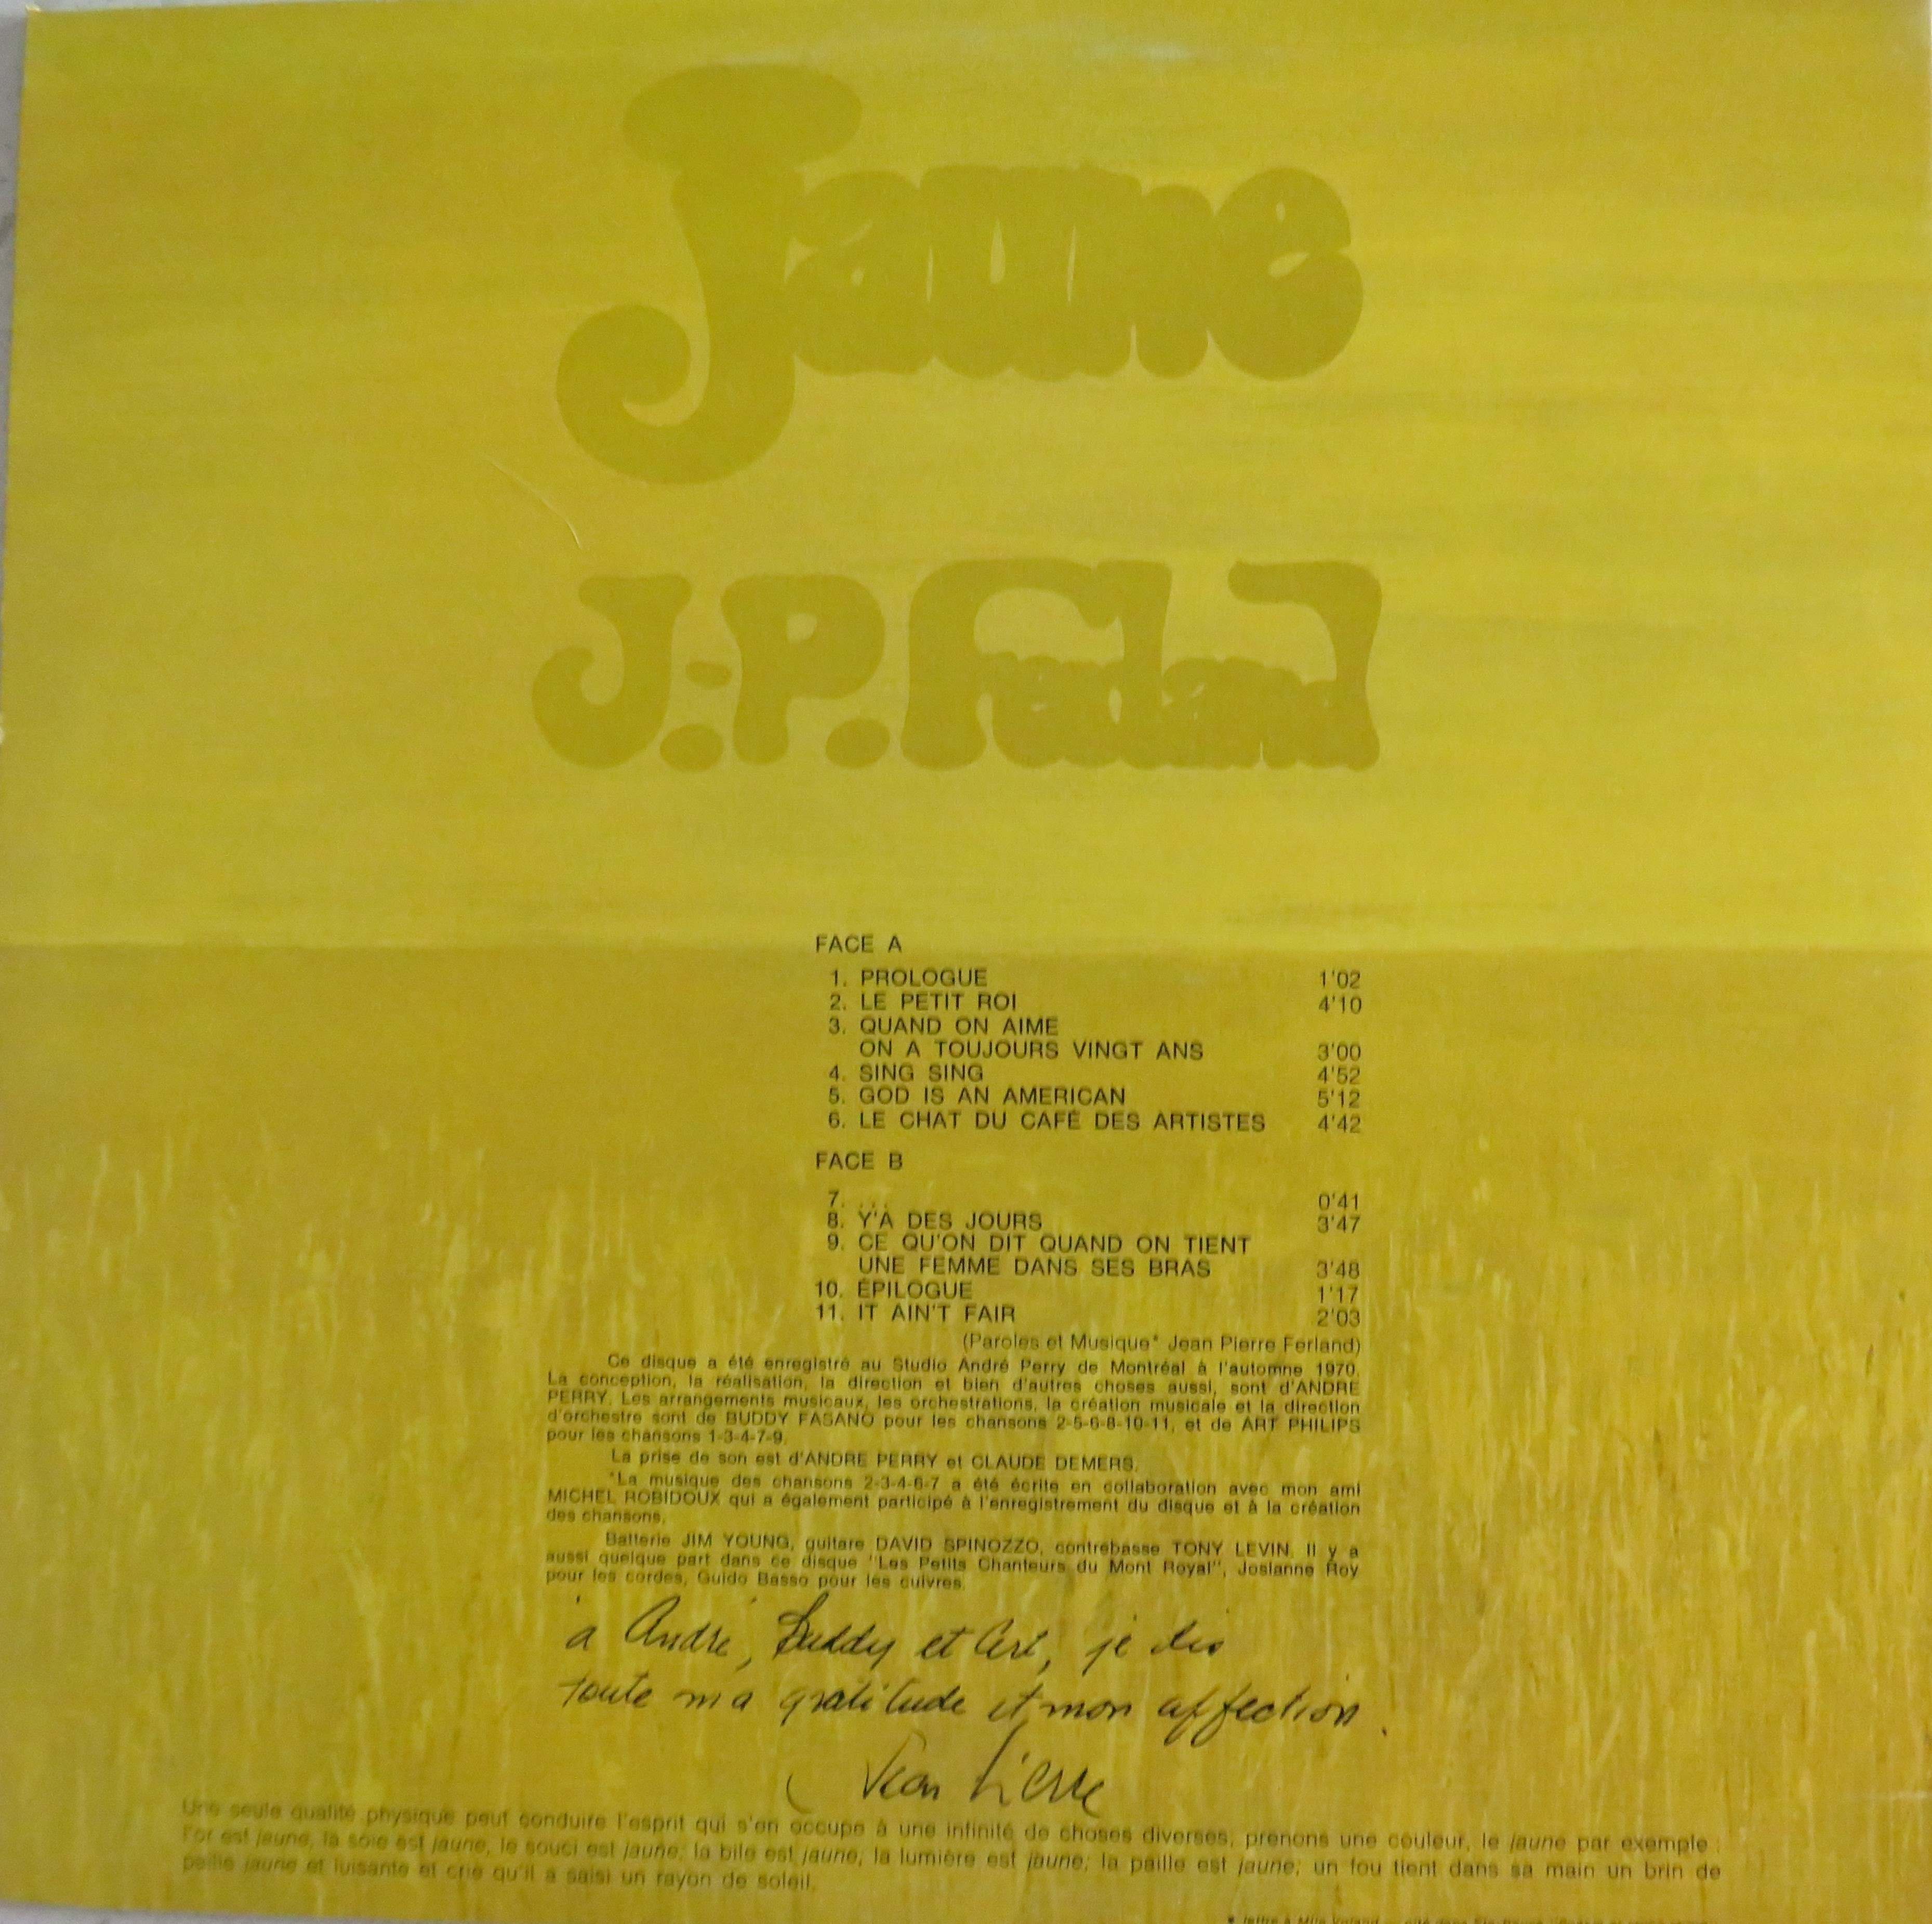 Jaune
J.-P. Ferland
FACE A
1. PROLOGUE 1'02
2. LE PETIT ROI 4'10
3. QUAND ON AIME
ON A TOUJOURS VINGT ANS 3'00
4. SING SING 4'52
5. GOD IS AN AMERICAN 5'12
6. LE CHAT DU CAFÉ DES ARTISTES 4'42
FACE B
7. ... 0'41
8. Y'A DES JOURS 3'47
9. CE QU'ON DIT QUAND ON TIENT
UNE FEMME DANS SES BRAS 3'48
10. ÉPILOGUE 1'17
11. IT AIN'T FAIR 2'03
(Paroles et Musique* Jean Pierre Ferland)
Ce disque a été enregistré au Studio André Perry de Montréal à l'automne 1970.
La conception, la réalisation, la direction et bien d'autres choses aussi, sont d'ANDRE
PERRY. Les arrangements musicaux, les orchestrations, la création musicale et la direction
d'orchestre sont de BUDDY FASANO pour les chansons 2-5-6-8-10-11, et de ART PHILIPS
pour les chansons 1-3-4-7-9.
La prise de son est d'ANDRE PERRY et CLAUDE DEMERS.
*La musique des chansons 2-3-4-6-7 a été écrite en collaboration avec mon ami
MICHEL ROBIDOUX qui a également participé à l'enregistrement du disque et à la création
des chansons.
Batterie JIM YOUNG, guitare DAVID SPINOZZO, contrebasse TONY LEVIN. Il y a
aussi quelque part dans ce disque "Les Petits Chanteurs du Mont Royal", Josianne Roy
pour les cordes, Guido Basso pour les cuivres.
à André, Buddy et Art, je dis
toute ma gratitude et mon affection.
Jean Pierre
Une seule qualité physique peut conduire l'esprit qui s'en occupe à une infinité de choses diverses, prenons une couleur, le jaune par exemple :
l'or est jaune, la soie est jaune, le souci est jaune; la bile est jaune, la lumière est jaune; la paille est jaune; un fou tient dans sa main un brin de
paille jaune et luisante et crie qu'il a saisi un rayon de soleil.